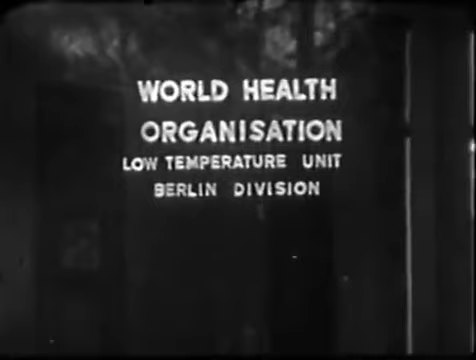 WORLD HEALTH
ORGANISATION
LOW TEMPERATURE UNIT
BERLIN DIVISION